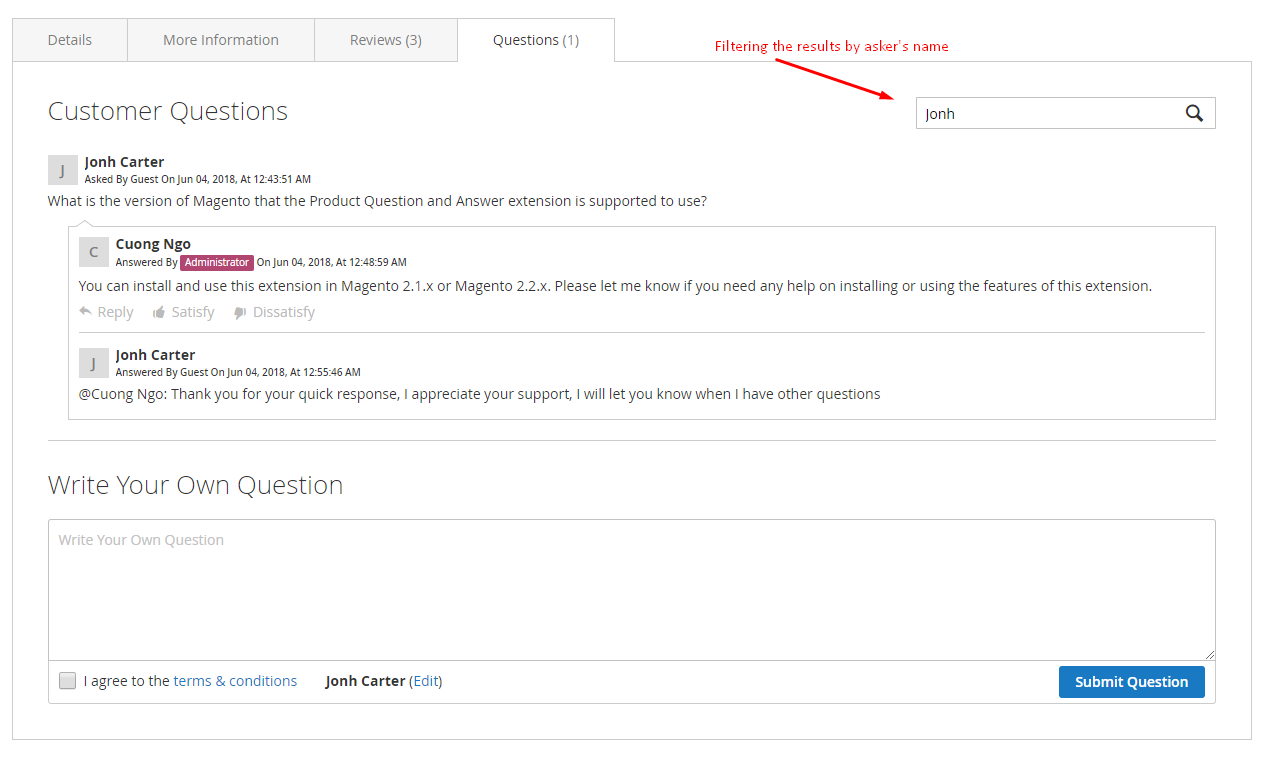 Details
More Information
Reviews (3)
Questions (1)
Filtering the results by asker's name
Customer Questions
Jonh
J
Jonh Carter
Asked By Guest On Jun 04, 2018, At 12:43:51 AM
What is the version of Magento that the Product Question and Answer extension is supported to use?
C
Cuong Ngo
Answered By Administrator On Jun 04, 2018, At 12:48:59 AM
You can install and use this extension in Magento 2.1.x or Magento 2.2.x. Please let me know if you need any help on installing or using the features of this extension.
Reply Satisfy Dissatisfy
J
Jonh Carter
Answered By Guest On Jun 04, 2018, At 12:55:46 AM
@Cuong Ngo: Thank you for your quick response, I appreciate your support, I will let you know when I have other questions
Write Your Own Question
Write Your Own Question
I agree to the terms & conditions
Jonh Carter (Edit)
Submit Question